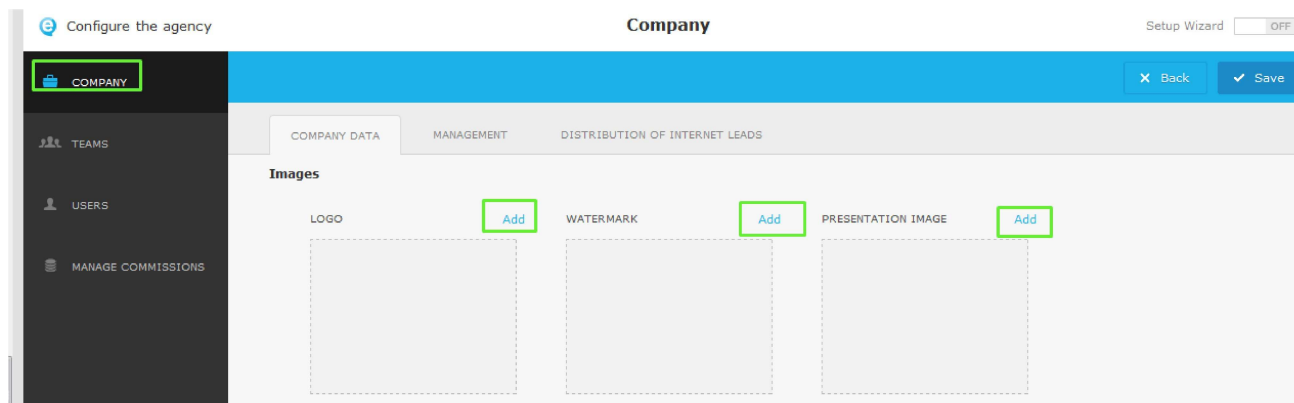 Configure the agency
Company
Setup Wizard OFF
COMPANY
Back Save
TEAMS
COMPANY DATA MANAGEMENT DISTRIBUTION OF INTERNET LEADS
Images
USERS
LOGO Add WATERMARK Add PRESENTATION IMAGE Add
MANAGE COMMISSIONS